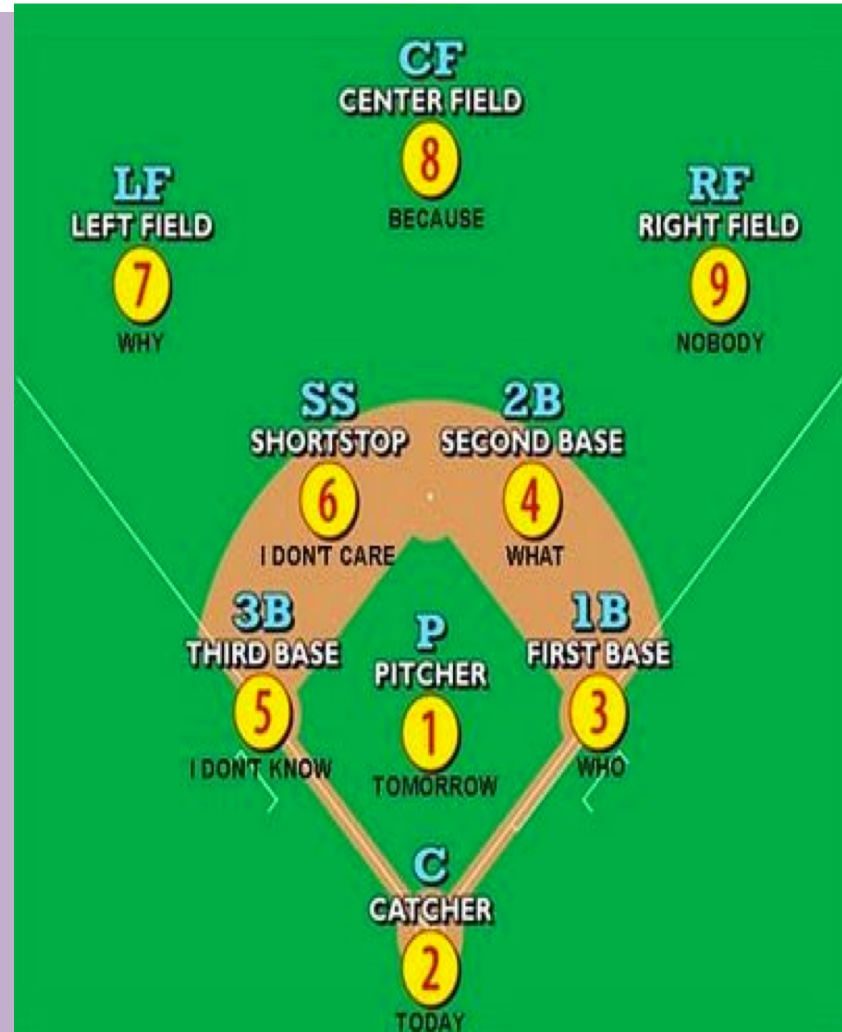 CF
CENTER FIELD
8
BECAUSE
LF
LEFT FIELD
7
WHY
RF
RIGHT FIELD
9
NOBODY
SS
SHORTSTOP
6
I DON'T CARE
2B
SECOND BASE
4
WHAT
3B
THIRD BASE
5
I DON'T KNOW
P
PITCHER
1
TOMORROW
1B
FIRST BASE
3
WHO
C
CATCHER
2
TODAY